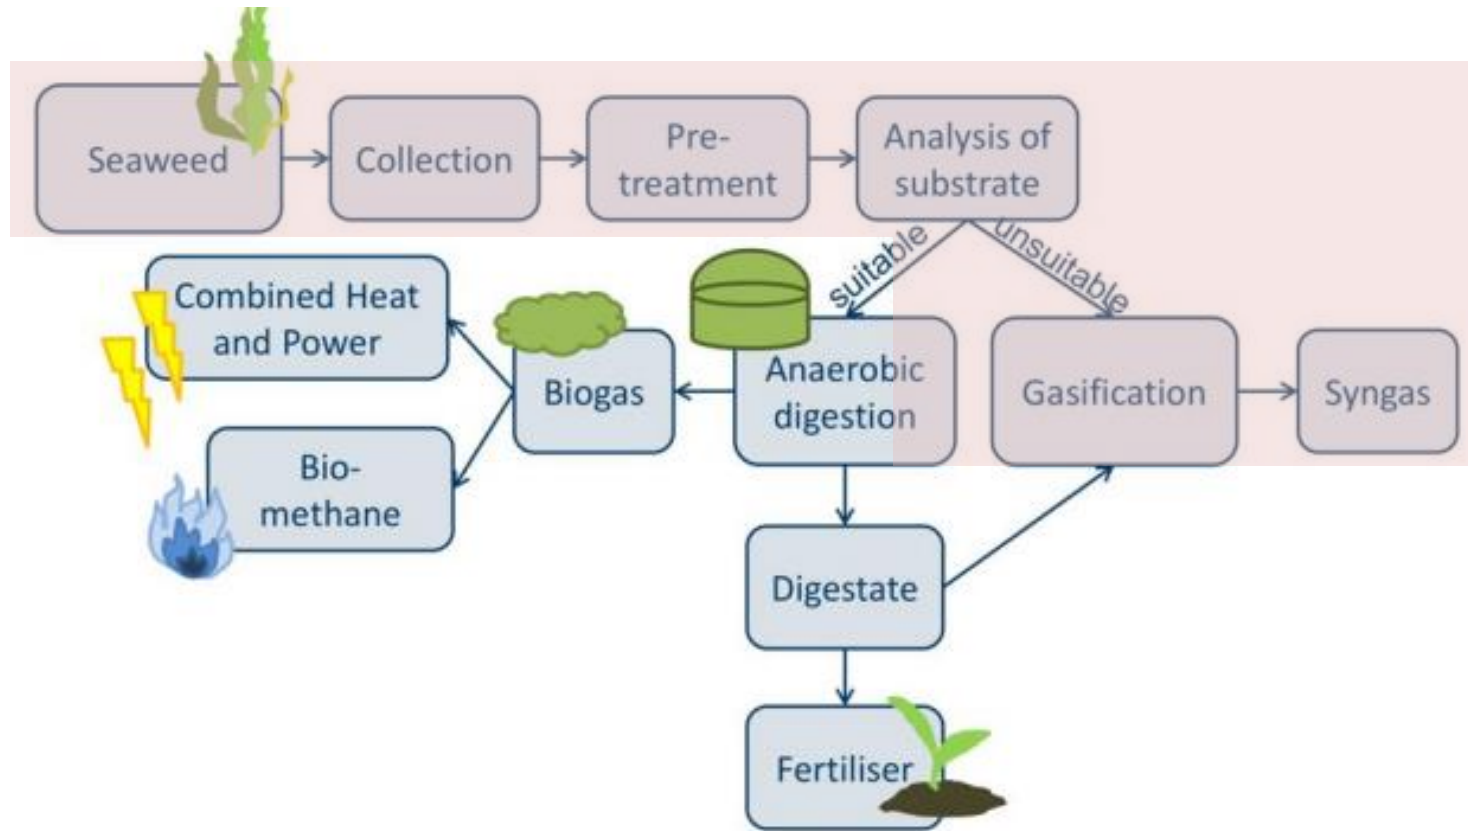 Seaweed
Collection
Pre-
treatment
Analysis of
substrate
suitable
unsuitable
Combined Heat
and Power
Biogas
Anaerobic
digestion
Gasification
Syngas
Bio-
methane
Digestate
Fertiliser